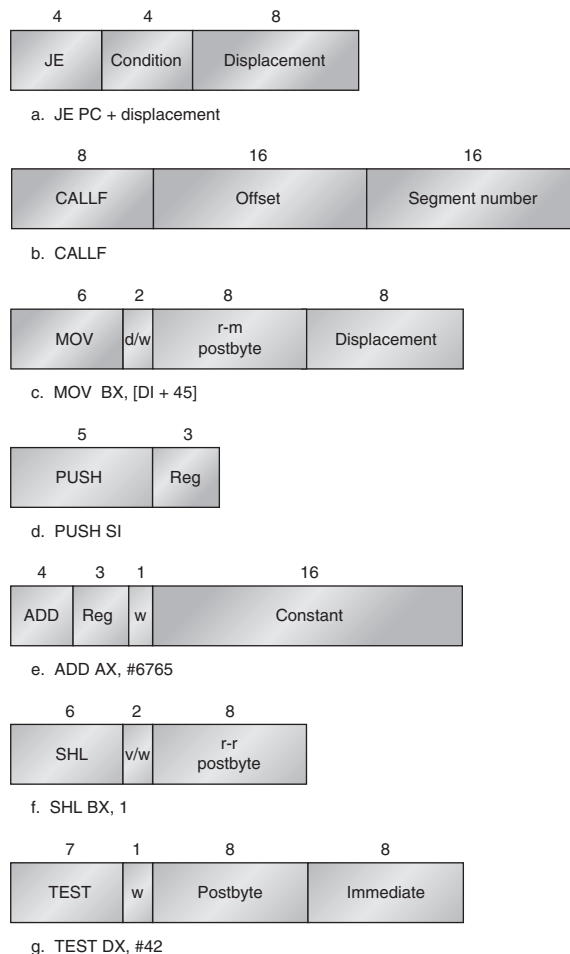 4 4 8
JE Condition Displacement
a. JE PC + displacement
8 16 16
CALLF Offset Segment number
b. CALLF
6 2 8 8
MOV d/w r-m
postbyte Displacement
c. MOV BX, [DI + 45]
5 3
PUSH Reg
d. PUSH SI
4 3 1 16
ADD Reg w Constant
e. ADD AX, #6765
6 2 8
SHL v/w r-r
postbyte
f. SHL BX, 1
7 1 8 8
TEST w Postbyte Immediate
g. TEST DX, #42